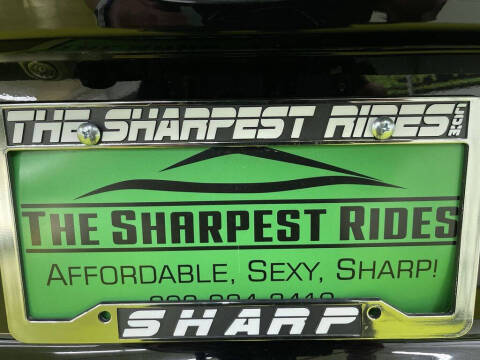 THE SHARPEST RIDES
THE SHARPEST RIDES
AFFORDABLE, SEXY, SHARP!
SHARP